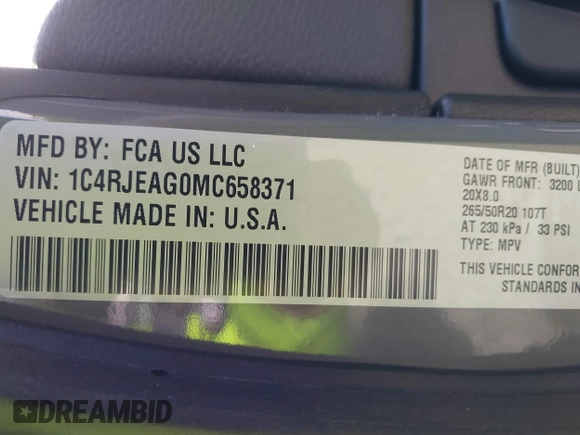 MFD BY: FCA US LLC
VIN: 1C4RJEAG0MC658371
VEHICLE MADE IN: U.S.A.
DATE OF MFR (BUILT)
GAWR FRONT: 3200
20X8.0
265/50R20 107T
AT 230 kPa / 33 PSI
TYPE: MPV
THIS VEHICLE CONFOR
STANDARDS IN
DREAMBID